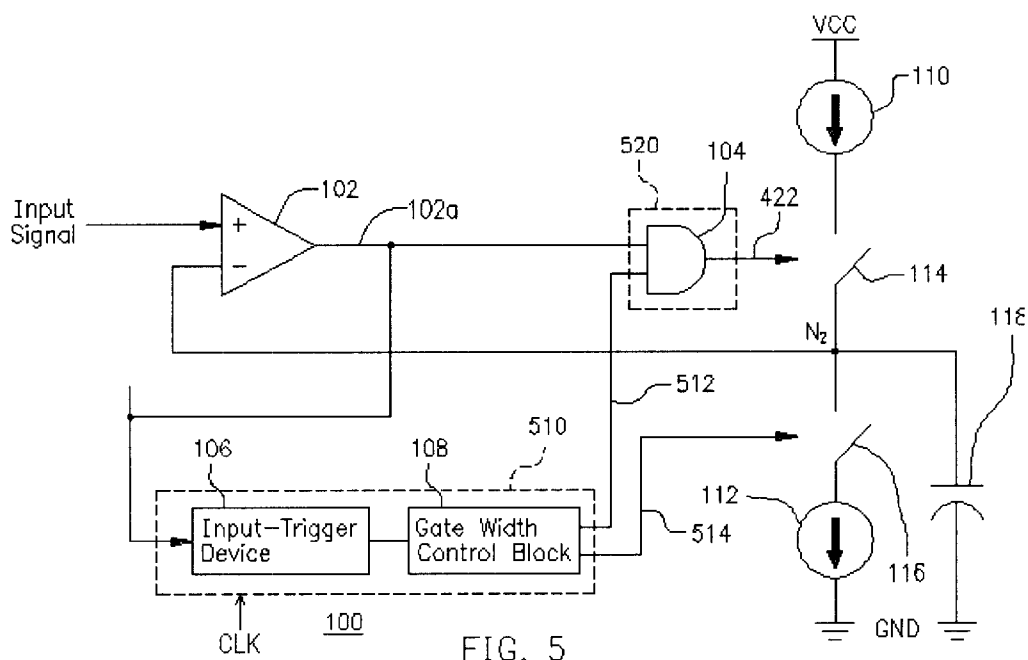 VCC
110
520
104
102
102a
422
Input
Signal
+
−
114
N₂
118
512
106
108
510
Input-Trigger
Device
Gate Width
Control Block
112
514
116
CLK
100
GND
FIG. 5